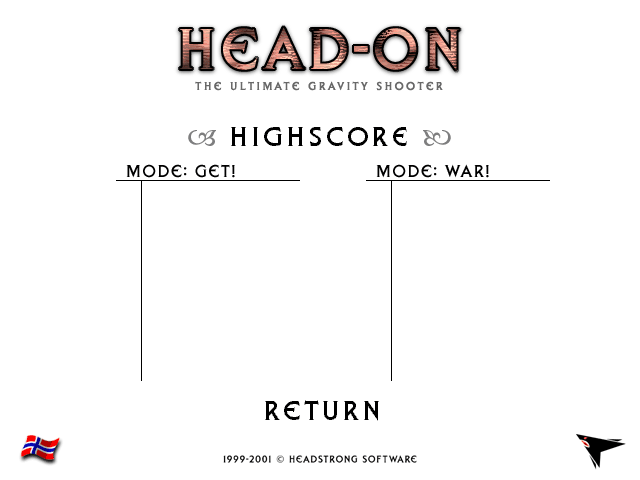 HEAD-ON
THE ULTIMATE GRAVITY SHOOTER
HIGHSCORE
MODE: GET!
MODE: WAR!
RETURN
1999-2001 © HEADSTRONG SOFTWARE